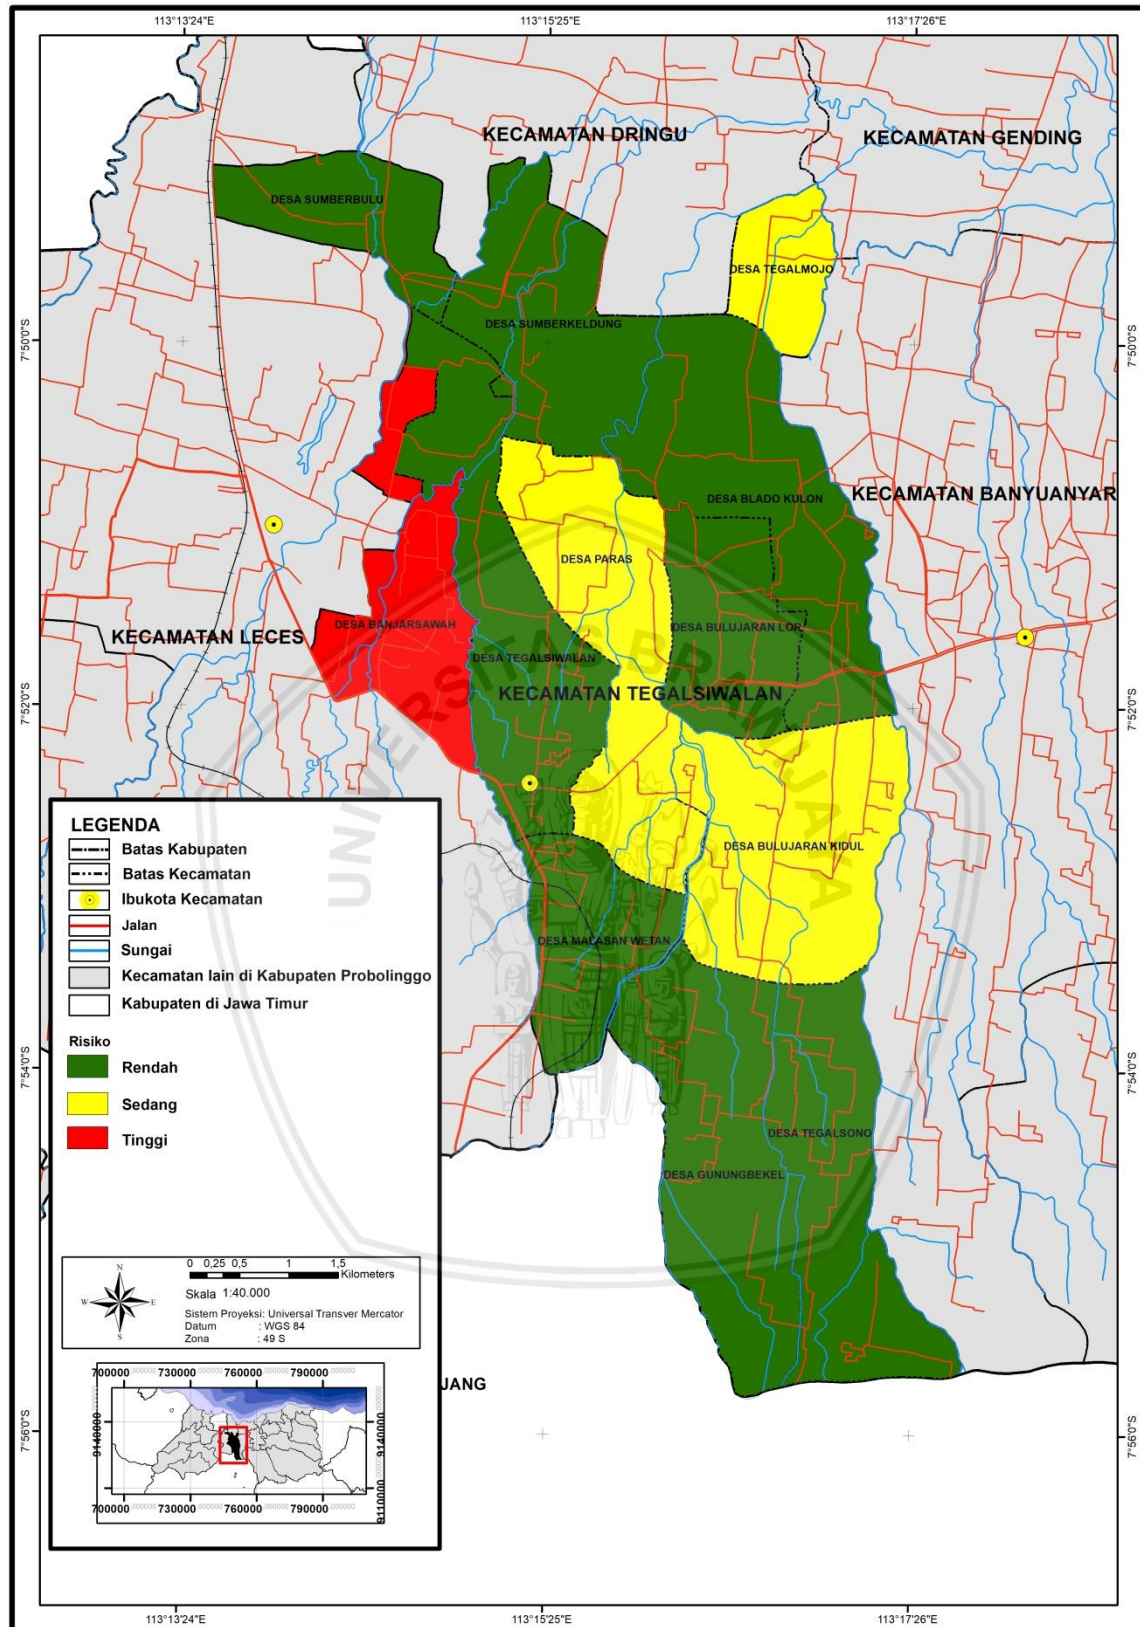 113°13'24"E
113°15'25"E
113°17'26"E
KECAMATAN DRINGU
KECAMATAN GENDING
DESA SUMBERBULU
DESA TEGALMOJO
DESA SUMBERKELDUNG
7°50'0"S
7°50'0"S
DESA BLADO KULON
KECAMATAN BANYUANYAR
DESA PARAS
DESA BANJARSAWAH
DESA BULUJARAN LOR
KECAMATAN LECES
DESA TEGALSIWALAN
KECAMATAN TEGALSIWALAN
7°52'0"S
7°52'0"S
UNIVERSITAS BRAWIJAYA
DESA BULUJARAN KIDUL
DESA MALASAN WETAN
7°54'0"S
7°54'0"S
DESA TEGALSONO
DESA GUNUNGBEKEL
LEGENDA
Batas Kabupaten
Batas Kecamatan
Ibukota Kecamatan
Jalan
Sungai
Kecamatan lain di Kabupaten Probolinggo
Kabupaten di Jawa Timur
Risiko
Rendah
Sedang
Tinggi
N
W E
S
0 0,25 0,5 1 1,5
Kilometers
Skala 1:40.000
Sistem Proyeksi: Universal Transver Mercator
Datum : WGS 84
Zona : 49 S
JANG
700000 730000 760000 790000
9140000
9140000
9110000
700000 730000 760000 790000
7°56'0"S
7°56'0"S
113°13'24"E
113°15'25"E
113°17'26"E